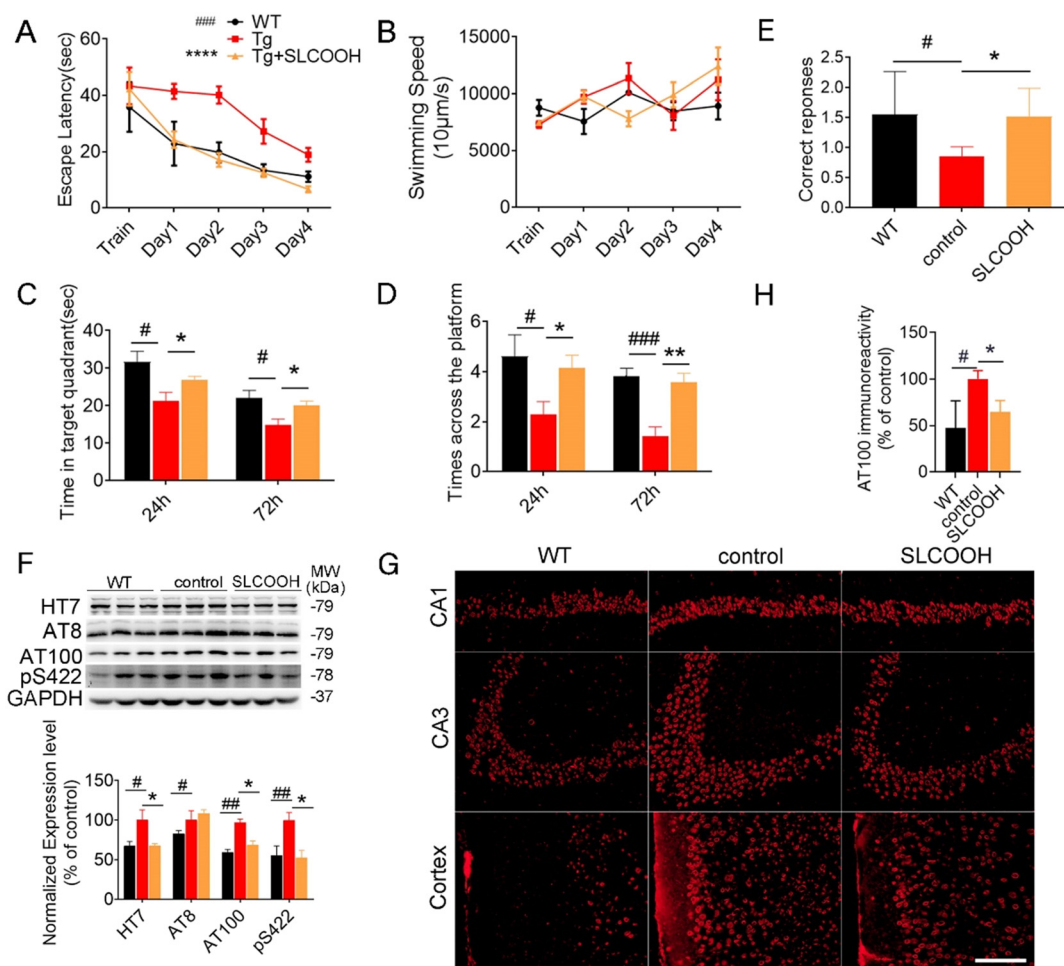 A
Escape Latency(sec)
60
40
20
0
Train
Day1
Day2
Day3
Day4
### WT
Tg
**** Tg+SLCOOH
B
Swimming Speed
(10μm/s)
15000
10000
5000
0
Train
Day1
Day2
Day3
Day4
E
Correct reponses
2.5
2.0
1.5
1.0
0.5
0.0
# *
WT
control
SLCOOH
C
Time in target quadrant(sec)
40
30
20
10
0
# *
# *
24h
72h
D
Times across the platform
6
4
2
0
# *
### **
24h
72h
H
AT100 immunoreactivity
(% of control)
150
100
50
0
# *
WT
control
SLCOOH
F
WT control SLCOOH MW
(kDa)
HT7 -79
AT8 -79
AT100 -79
pS422 -78
GAPDH -37
Normalized Expression level
(% of control)
150
100
50
0
# *
#
## *
## *
HT7
AT8
AT100
pS422
G
WT control SLCOOH
CA1
CA3
Cortex